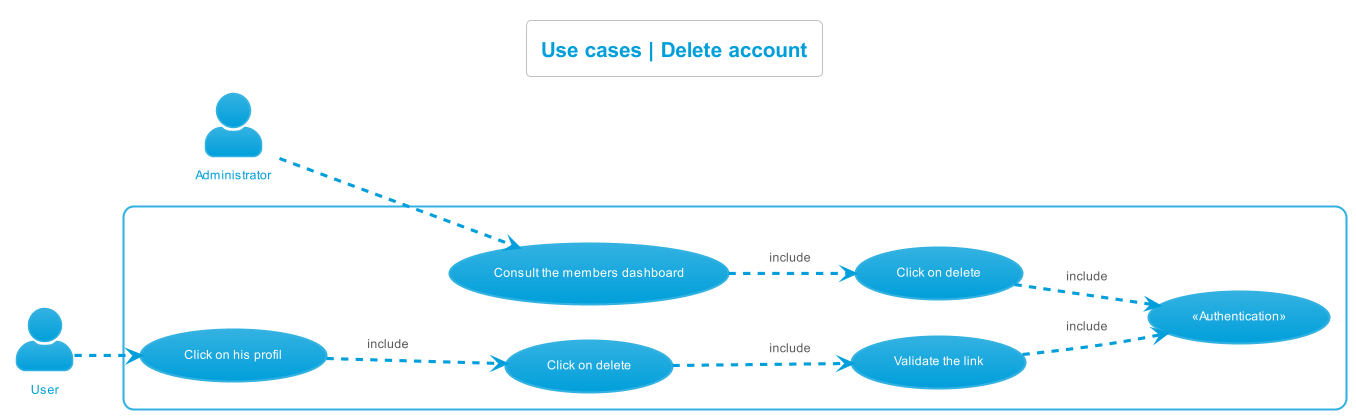 Use cases | Delete account
Administrator
Consult the members dashboard
include
Click on delete
include
«Authentication»
User
Click on his profil
include
Click on delete
include
Validate the link
include